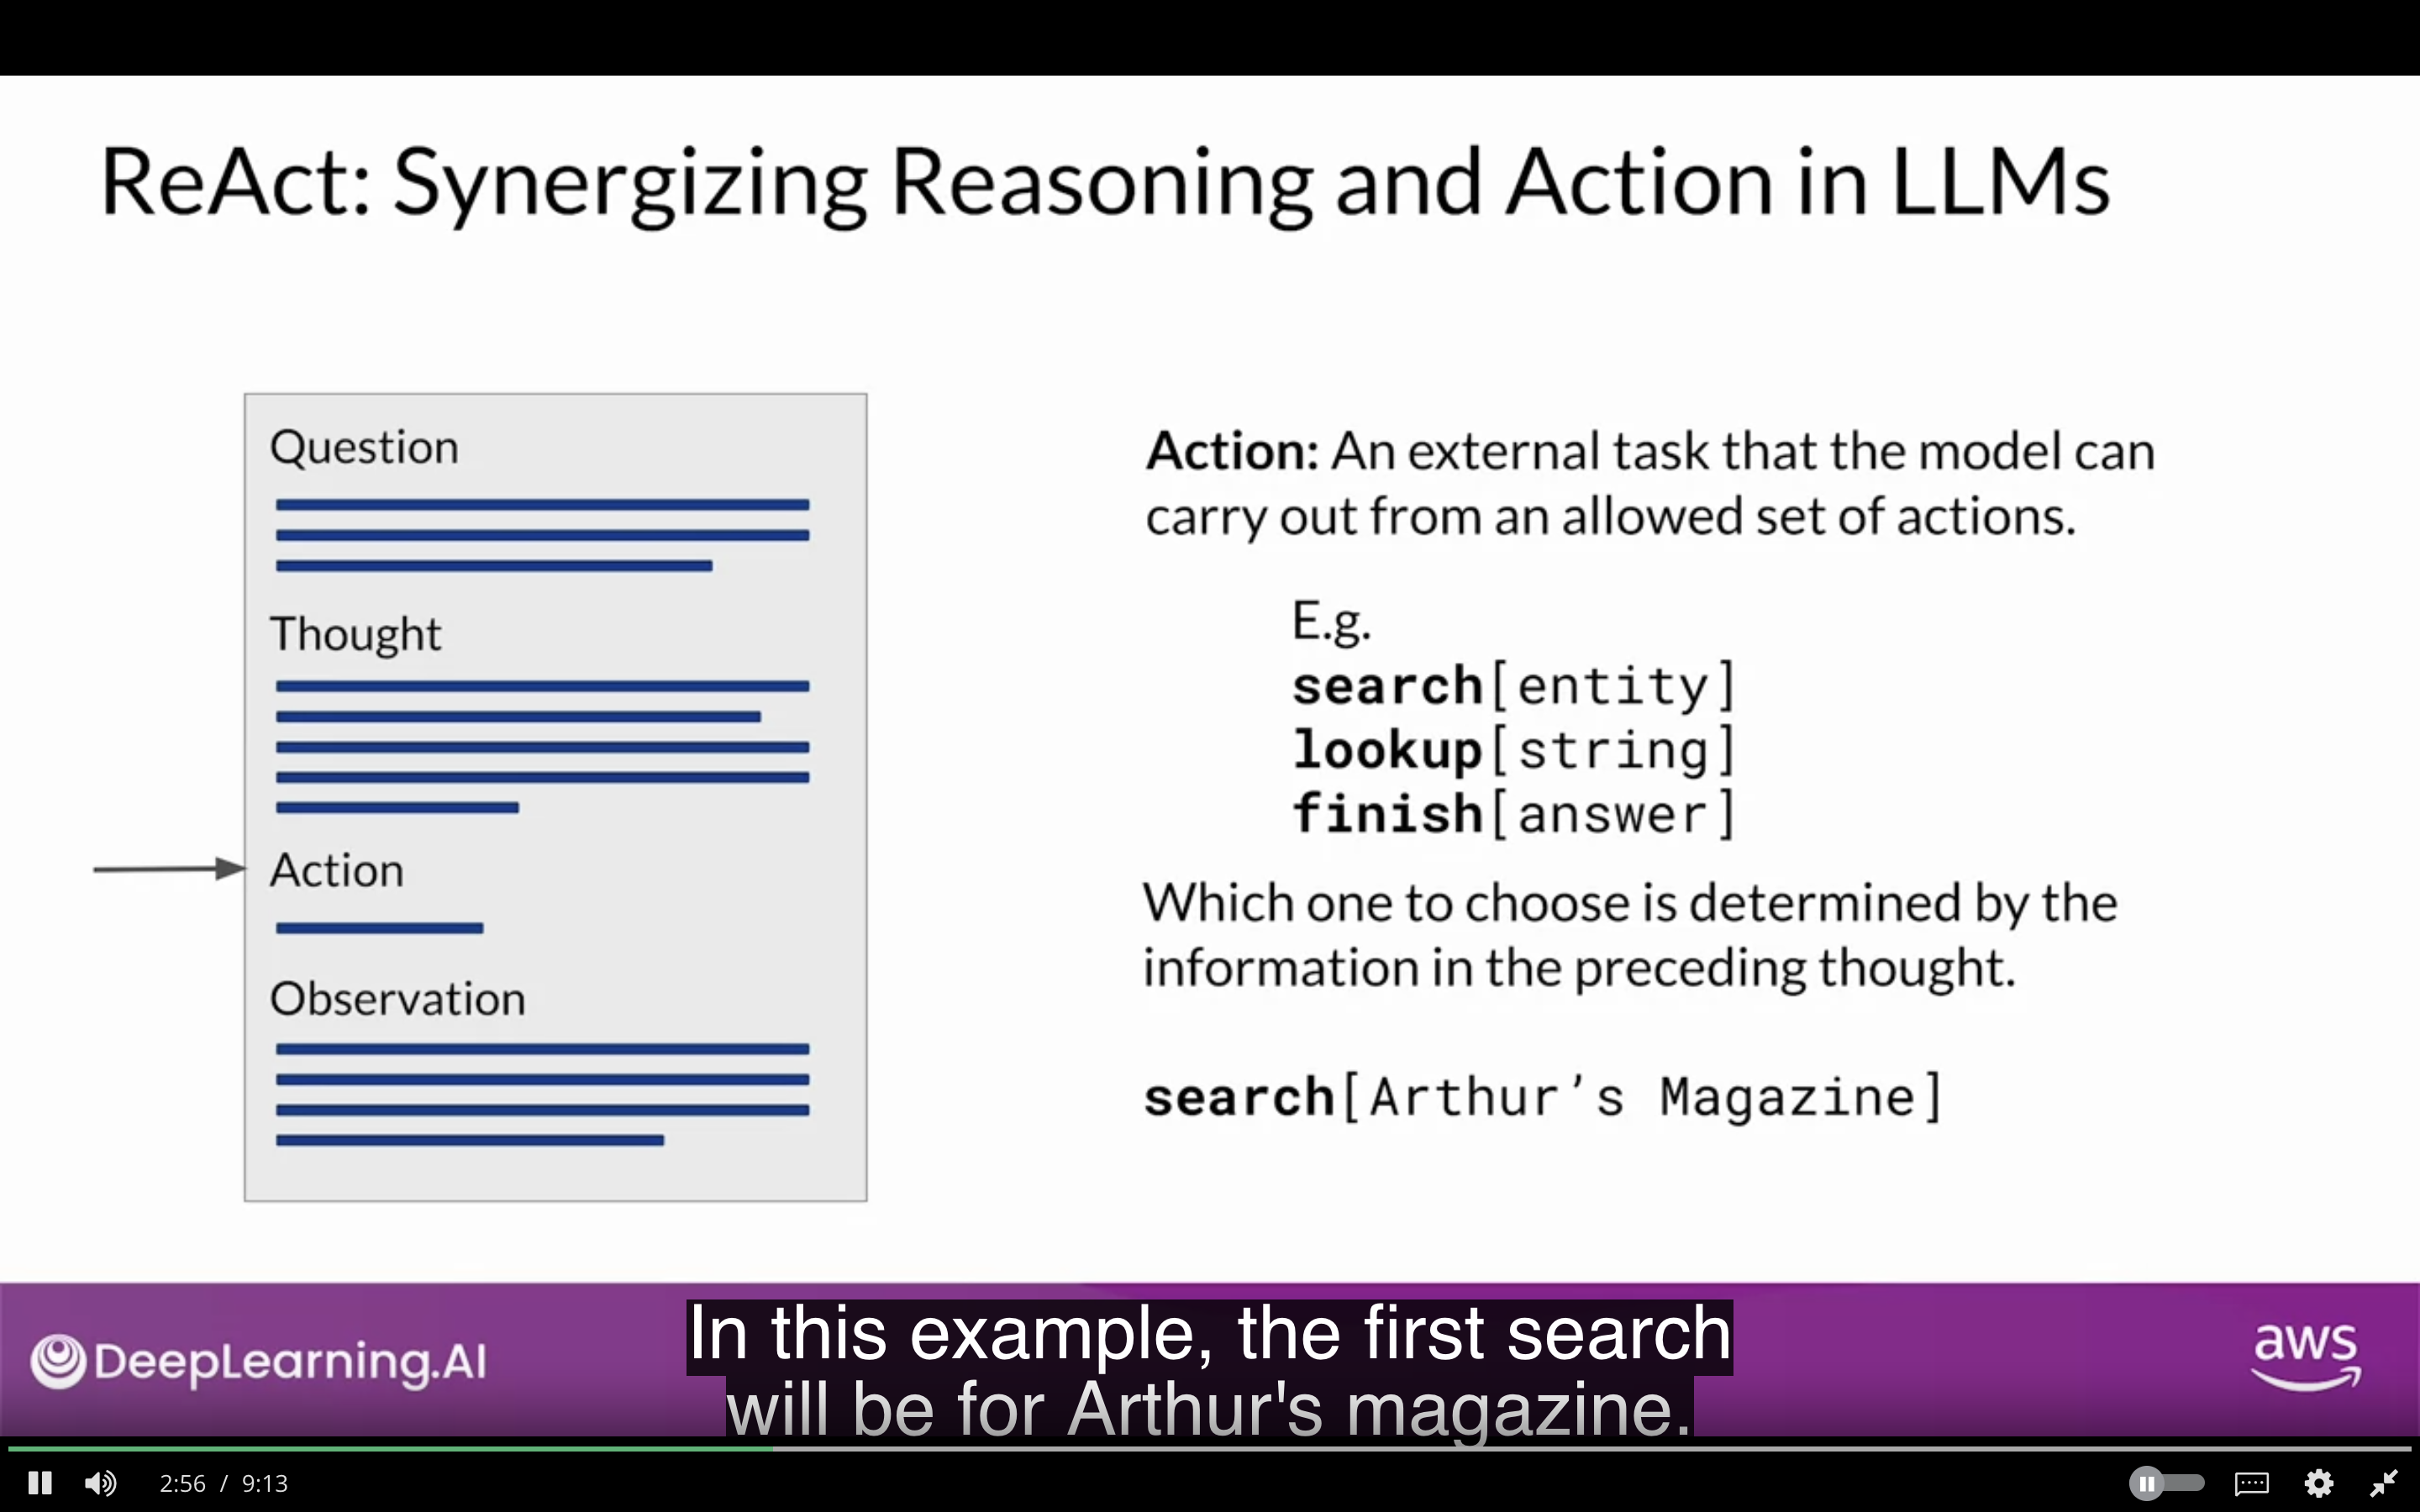 ReAct: Synergizing Reasoning and Action in LLMs
Question
Thought
Action
Observation
Action: An external task that the model can
carry out from an allowed set of actions.
E.g.
search[entity]
lookup[string]
finish[answer]
Which one to choose is determined by the
information in the preceding thought.
search[Arthur’s Magazine]
DeepLearning.AI
In this example, the first search
will be for Arthur's magazine.
aws
2:56 / 9:13